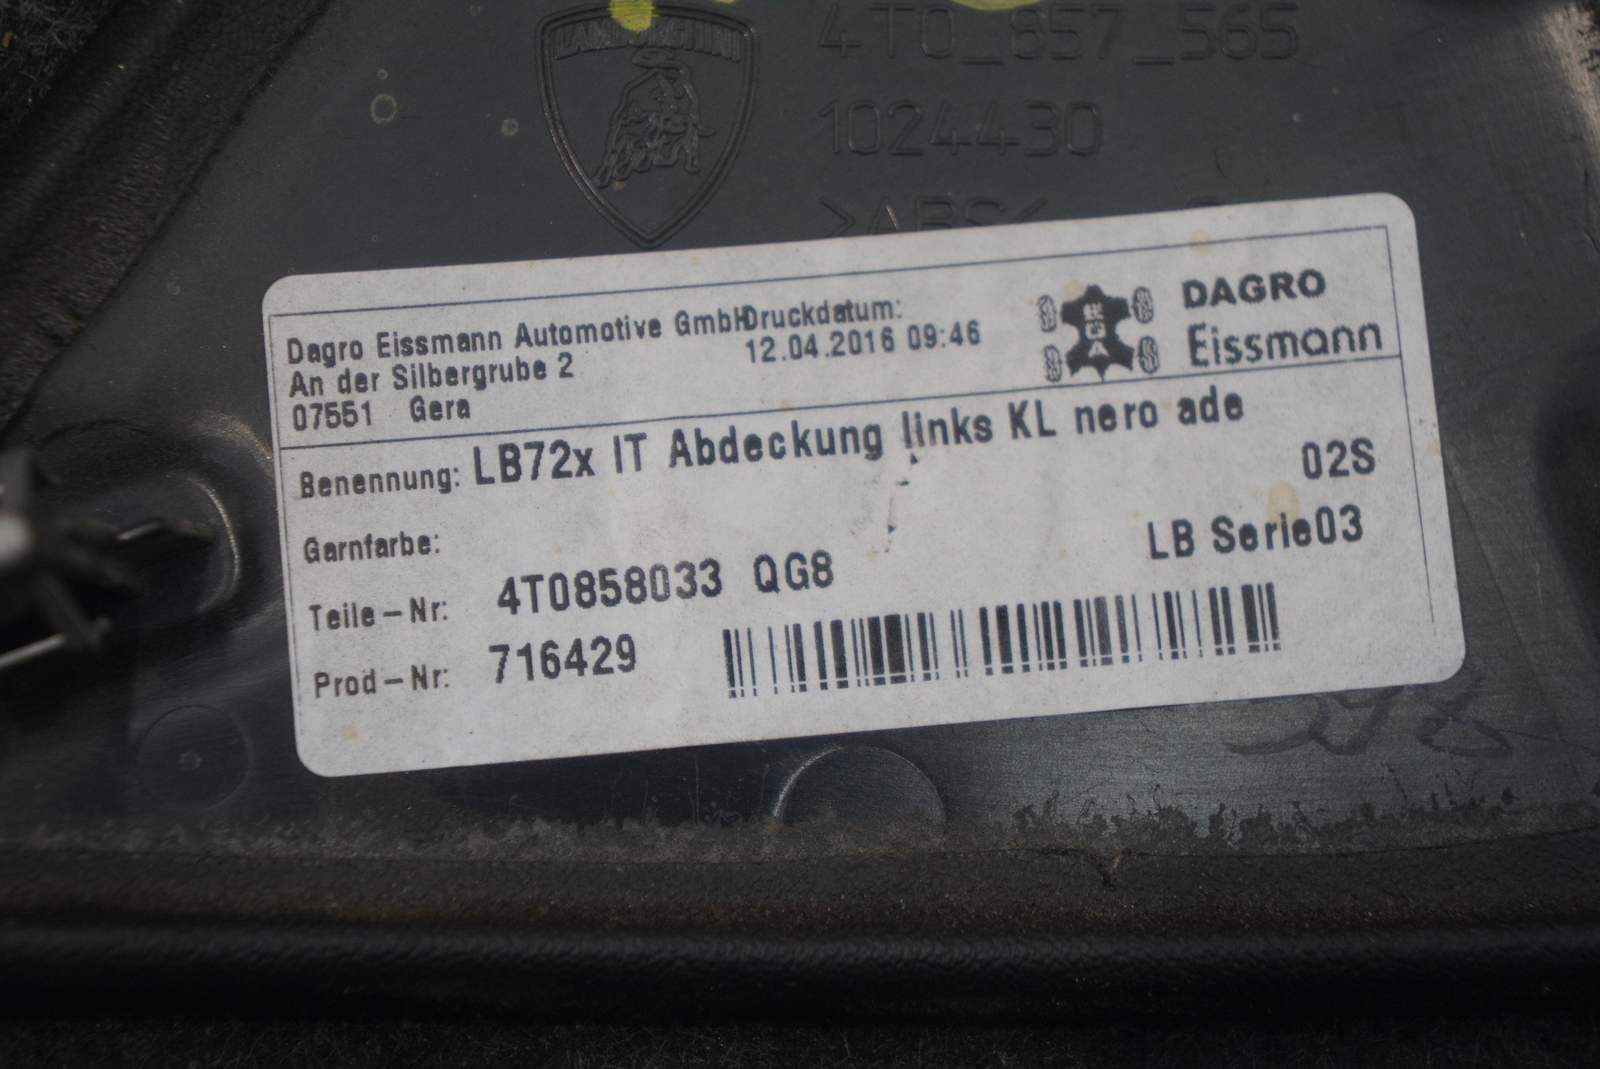 LAMBORGHINI
4T0_857_565
1024430
>ABS<
Dagro Eissmann Automotive GmbH
Druckdatum:
An der Silbergrube 2
12.04.2016 09:46
07551 Gera
DAGRO
Eissmann
Benennung: LB72x IT Abdeckung links KL nero ade
02S
Garnfarbe:
LB Serie03
Teile-Nr: 4T0858033 QG8
Prod-Nr: 716429